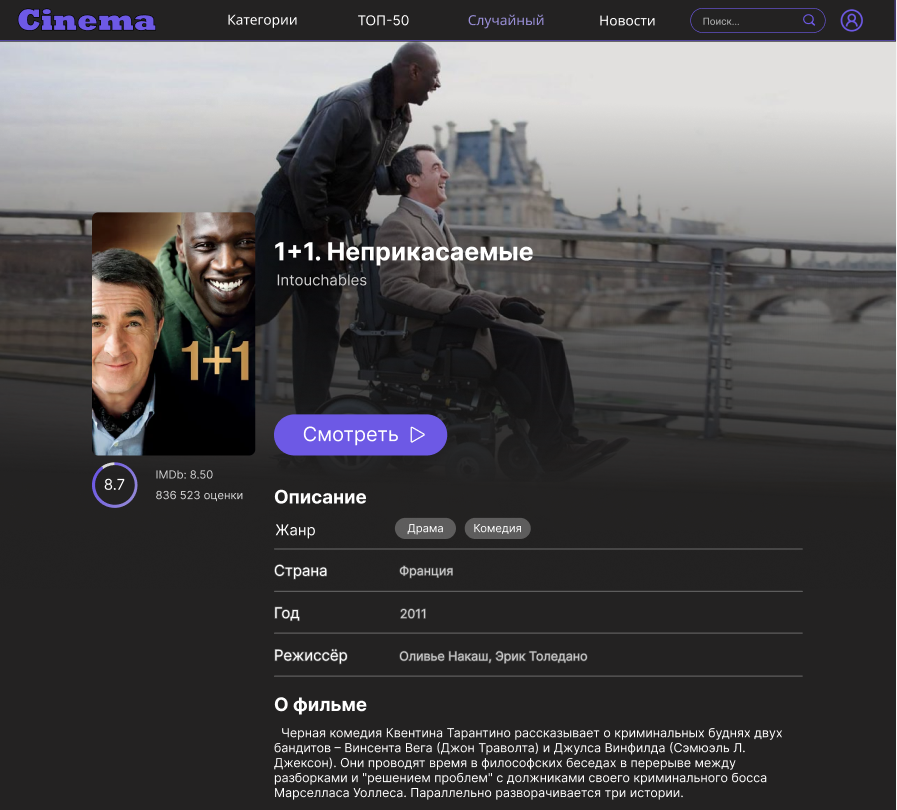 Cinema
Категории
ТОП-50
Случайный
Новости
Поиск...
1+1. Неприкасаемые
Intouchables
1+1
Смотреть
8.7
IMDb: 8.50
836 523 оценки
Описание
Жанр Драма Комедия
Страна Франция
Год 2011
Режиссёр Оливье Накаш, Эрик Толедано
О фильме
Черная комедия Квентина Тарантино рассказывает о криминальных буднях двух
бандитов – Винсента Вега (Джон Траволта) и Джулса Винфилда (Сэмюэль Л.
Джексон). Они проводят время в философских беседах в перерыве между
разборками и "решением проблем" с должниками своего криминального босса
Марселласа Уоллеса. Параллельно разворачивается три истории.